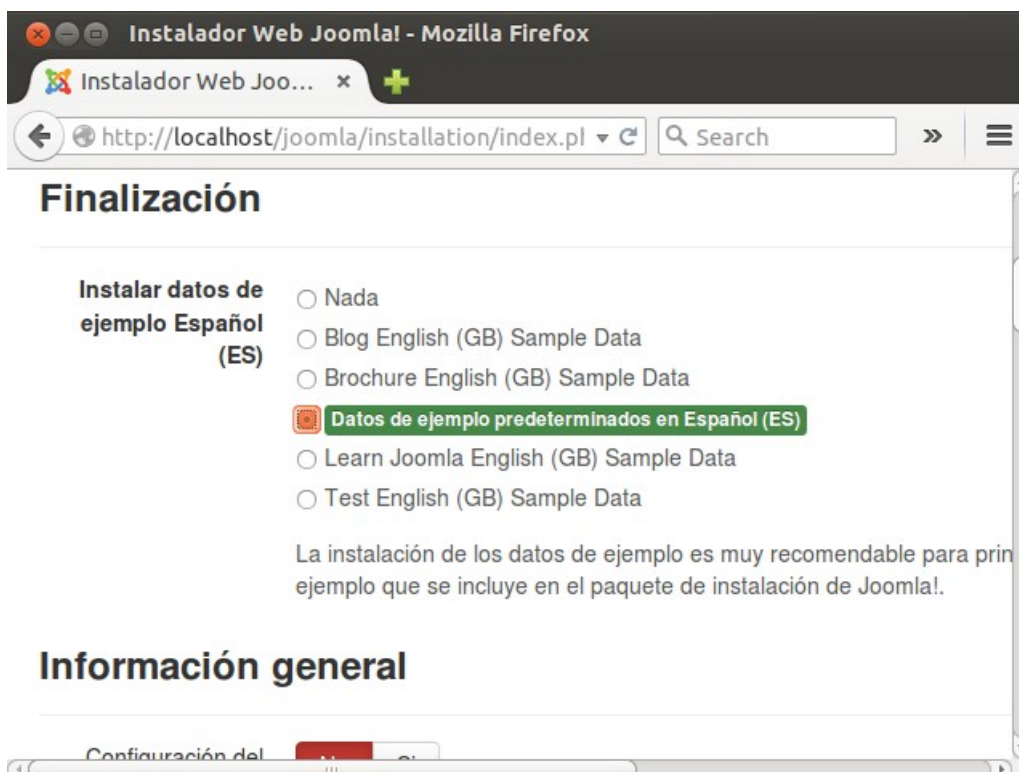 Instalador Web Joomla! - Mozilla Firefox
Instalador Web Joo...
http://localhost/joomla/installation/index.pl
Search
Finalización
Instalar datos de
ejemplo Español
(ES)
Nada
Blog English (GB) Sample Data
Brochure English (GB) Sample Data
Datos de ejemplo predeterminados en Español (ES)
Learn Joomla English (GB) Sample Data
Test English (GB) Sample Data
La instalación de los datos de ejemplo es muy recomendable para prin
ejemplo que se incluye en el paquete de instalación de Joomla!.
Información general
Configuración del